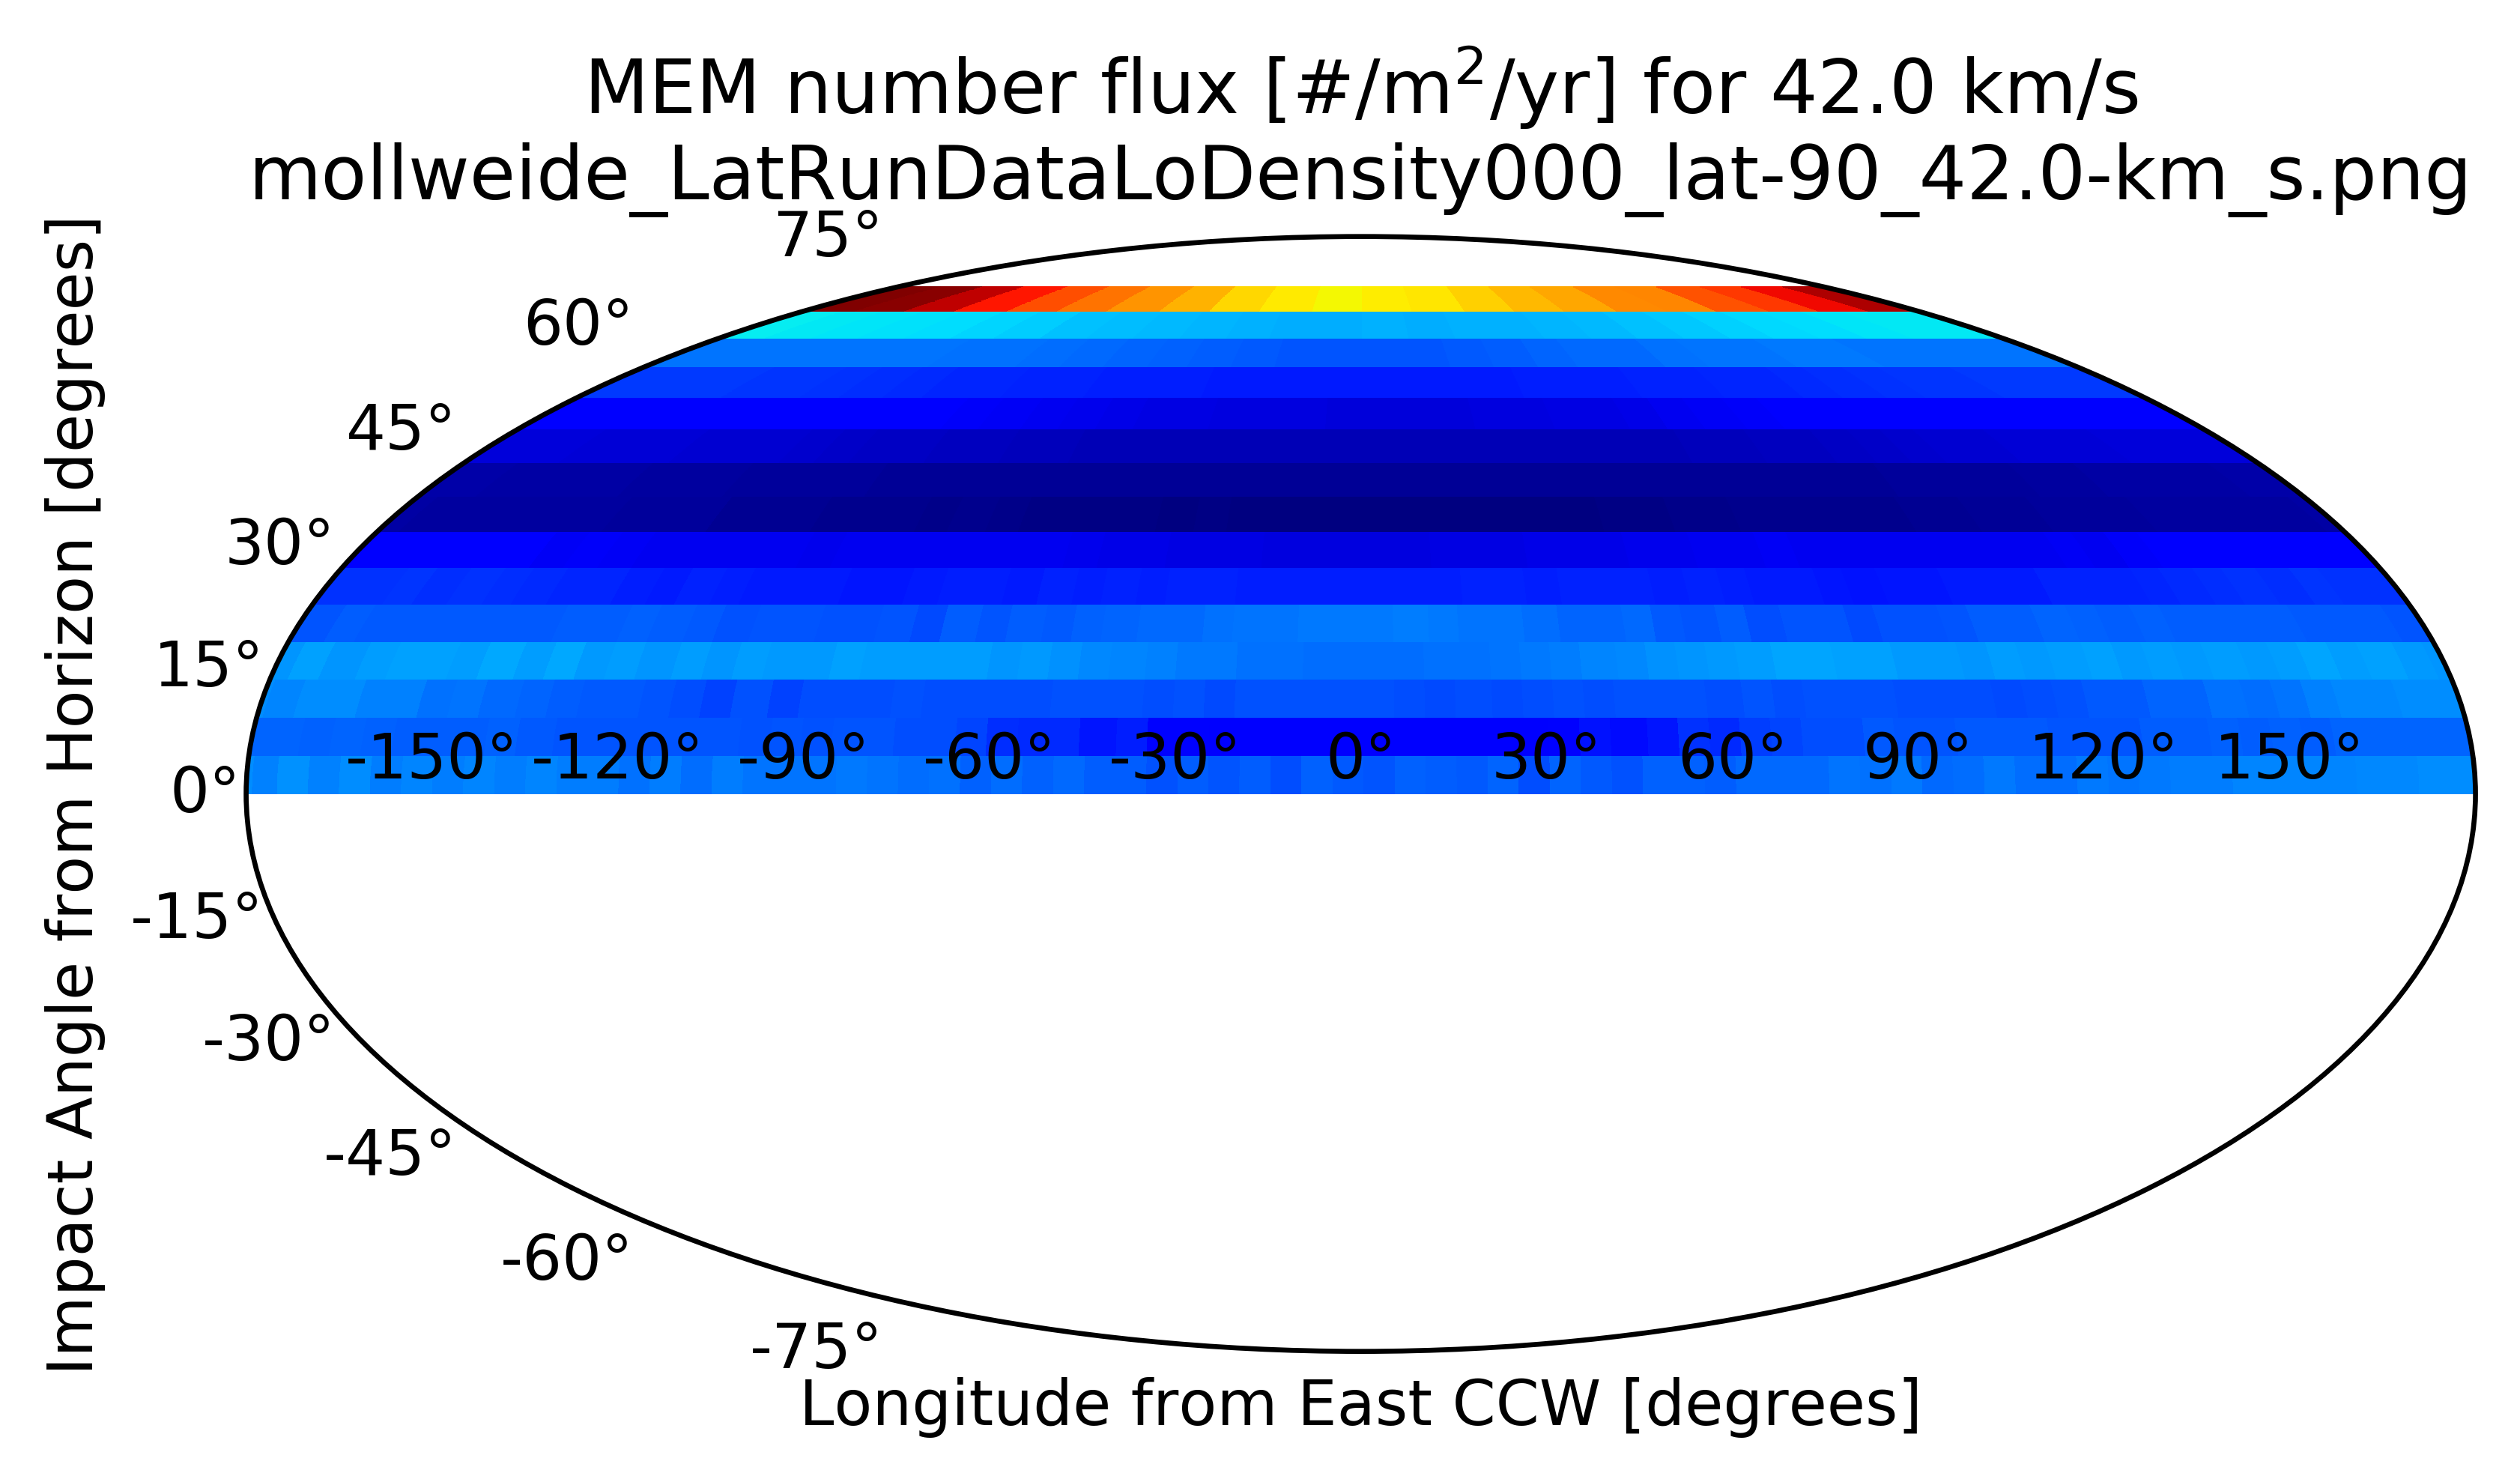 MEM number flux [#/m²/yr] for 42.0 km/s
mollweide_LatRunDataLoDensity000_lat-90_42.0-km_s.png
Impact Angle from Horizon [degrees]
75°
60°
45°
30°
15°
-150° -120° -90° -60° -30° 0° 30° 60° 90° 120° 150°
0°
-15°
-30°
-45°
-60°
-75°
Longitude from East CCW [degrees]